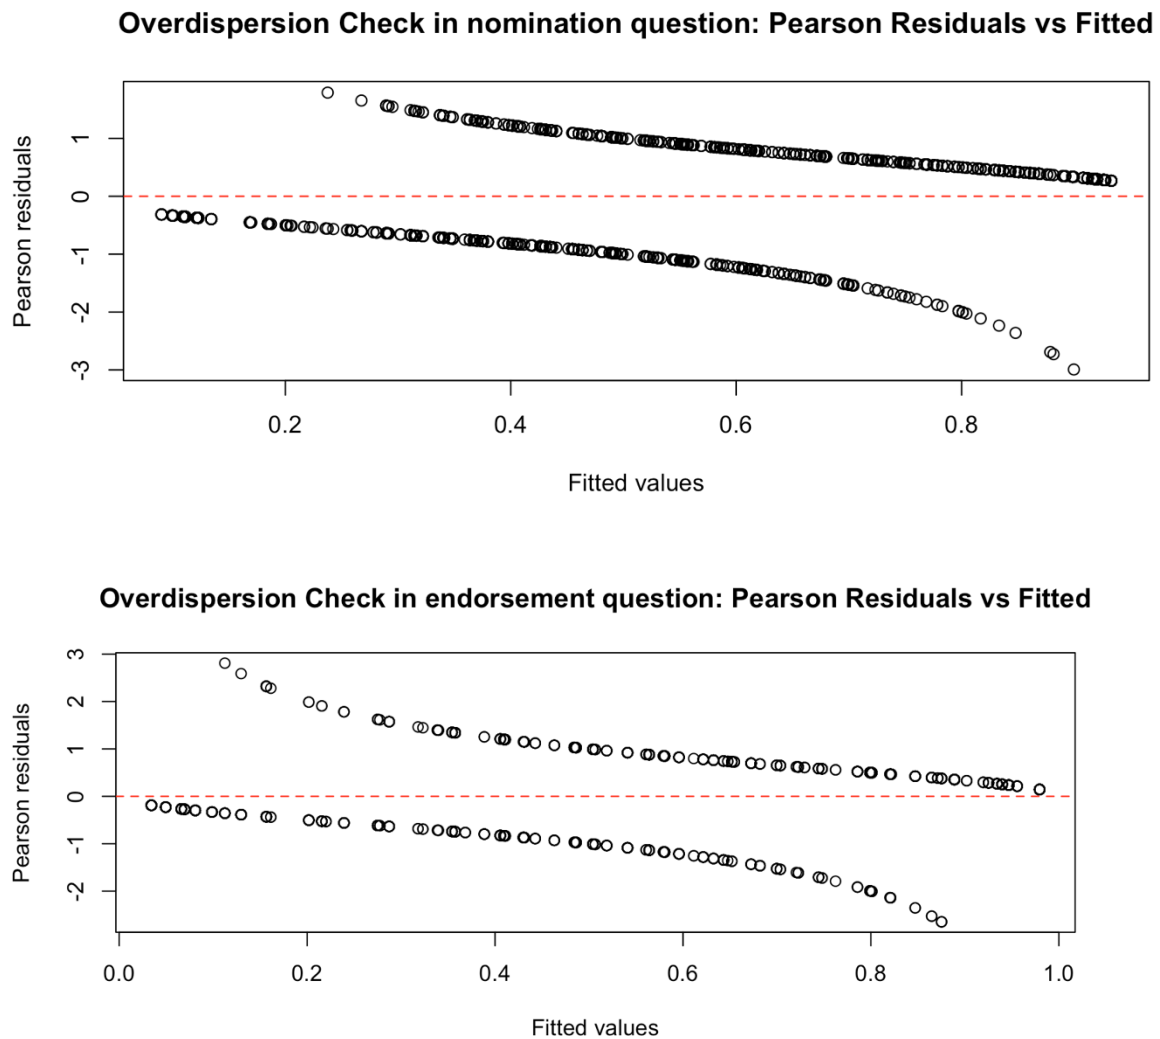 Overdispersion Check in nomination question: Pearson Residuals vs Fitted
Pearson residuals
1
0
-1
-2
-3
0.2 0.4 0.6 0.8
Fitted values
Overdispersion Check in endorsement question: Pearson Residuals vs Fitted
Pearson residuals
3
2
1
0
-1
-2
0.0 0.2 0.4 0.6 0.8 1.0
Fitted values